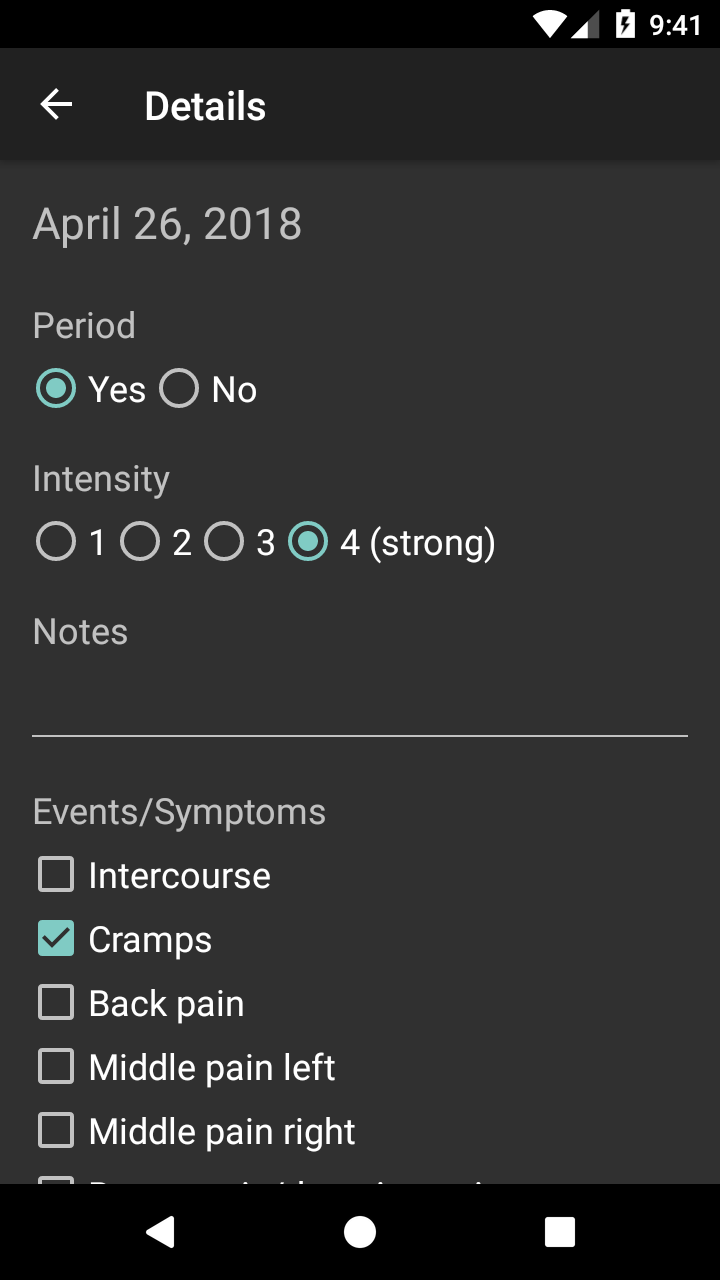 9:41
Details
April 26, 2018
Period
Yes No
Intensity
1 2 3 4 (strong)
Notes
Events/Symptoms
Intercourse
Cramps
Back pain
Middle pain left
Middle pain right